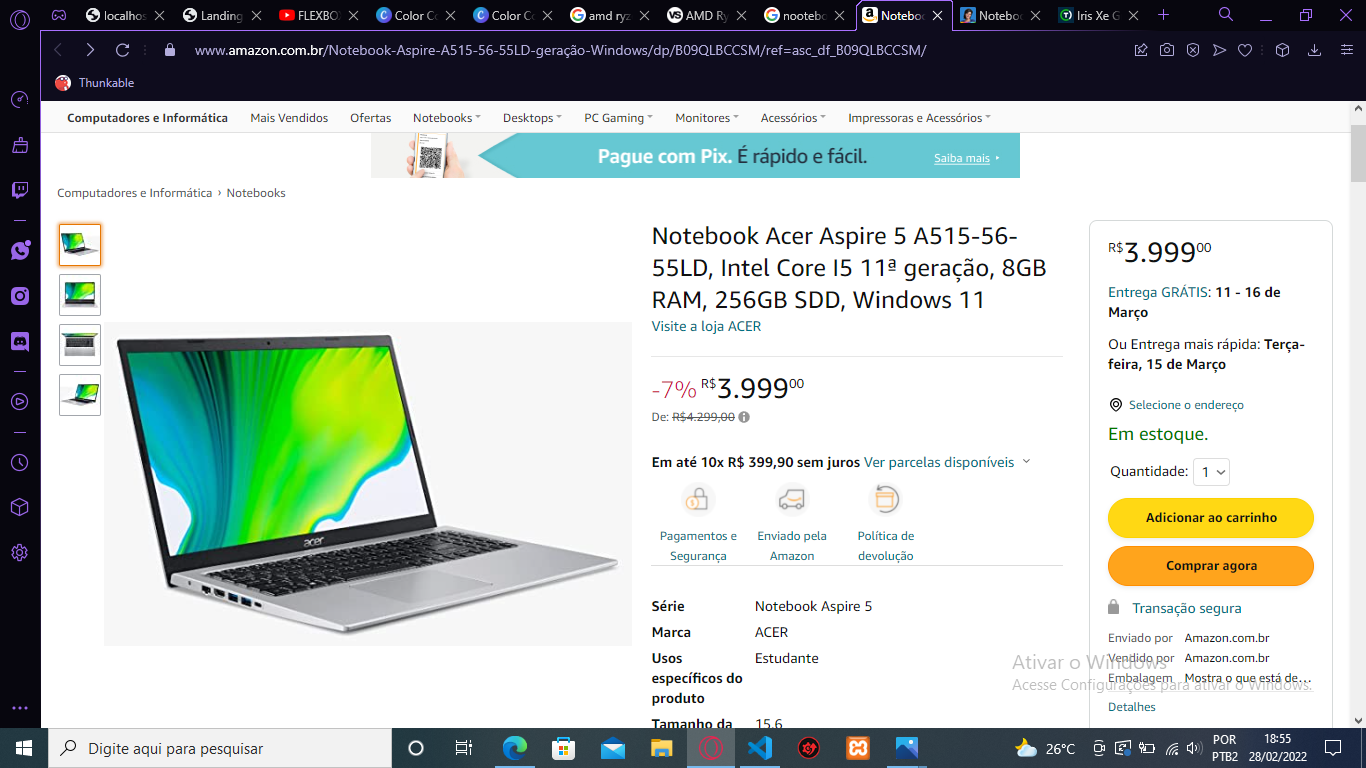 localhos
Landing
FLEXBO
Color Co
Color Co
amd ryz
AMD Ry
nooteb
Notebo
Notebo
Iris Xe G
www.amazon.com.br/Notebook-Aspire-A515-56-55LD-geração-Windows/dp/B09QLBCCSM/ref=asc_df_B09QLBCCSM/
Thunkable
Computadores e Informática
Mais Vendidos
Ofertas
Notebooks
Desktops
PC Gaming
Monitores
Acessórios
Impressoras e Acessórios
Pague com Pix. É rápido e fácil.
Saiba mais
Computadores e Informática › Notebooks
Notebook Acer Aspire 5 A515-56-
55LD, Intel Core I5 11ª geração, 8GB
RAM, 256GB SDD, Windows 11
Visite a loja ACER
-7% R$3.99900
De: R$4.299,00
Em até 10x R$ 399,90 sem juros Ver parcelas disponíveis
Pagamentos e
Segurança
Enviado pela
Amazon
Política de
devolução
Série Notebook Aspire 5
Marca ACER
Usos
específicos do
produto
Estudante
Tamanho da 15.6
acer
R$3.99900
Entrega GRÁTIS: 11 - 16 de
Março
Ou Entrega mais rápida: Terça-
feira, 15 de Março
Selecione o endereço
Em estoque.
Quantidade: 1
Adicionar ao carrinho
Comprar agora
Transação segura
Enviado por Amazon.com.br
Vendido por Amazon.com.br
Embalagem Mostra o que está de…
Detalhes
Ativar o Windows
Acesse Configurações para ativar o Windows.
Digite aqui para pesquisar
26°C
POR
PTB2
18:55
28/02/2022